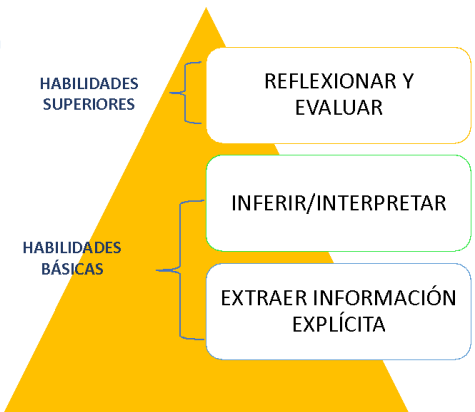 HABILIDADES
SUPERIORES
REFLEXIONAR Y
EVALUAR
INFERIR/INTERPRETAR
HABILIDADES
BÁSICAS
EXTRAER INFORMACIÓN
EXPLÍCITA